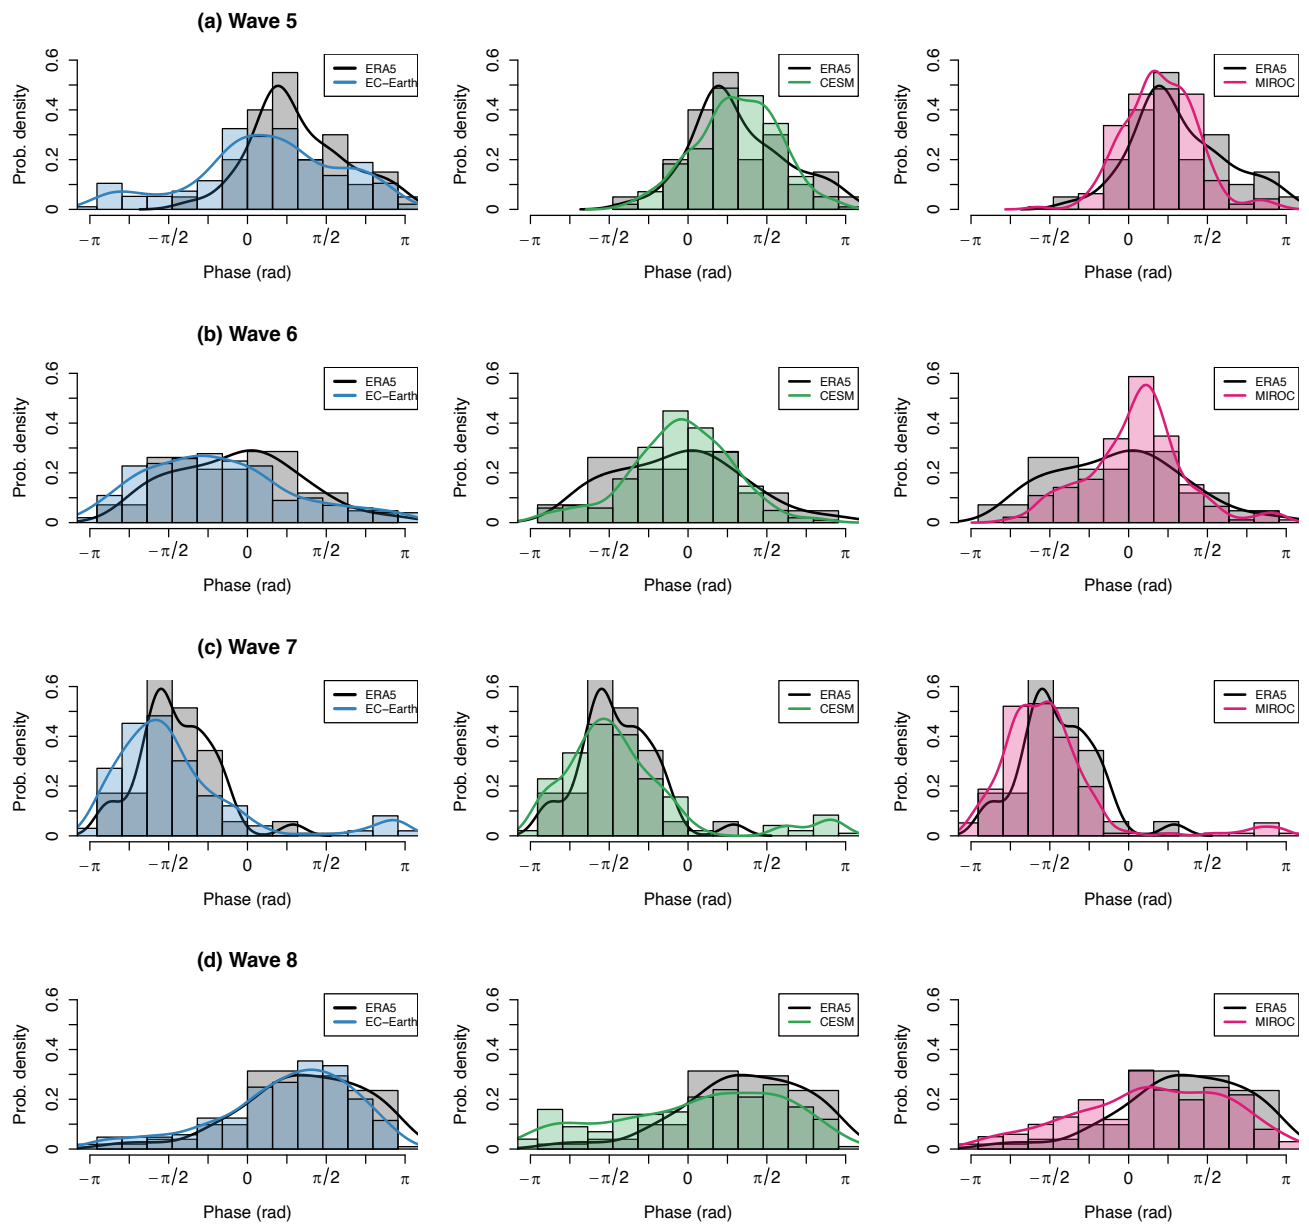 (a) Wave 5
Prob. density
0 0.2 0.4 0.6
ERA5
EC−Earth
−π −π/2 0 π/2 π
Phase (rad)
Prob. density
0 0.2 0.4 0.6
ERA5
CESM
−π −π/2 0 π/2 π
Phase (rad)
Prob. density
0 0.2 0.4 0.6
ERA5
MIROC
−π −π/2 0 π/2 π
Phase (rad)
(b) Wave 6
Prob. density
0 0.2 0.4 0.6
ERA5
EC−Earth
−π −π/2 0 π/2 π
Phase (rad)
Prob. density
0 0.2 0.4 0.6
ERA5
CESM
−π −π/2 0 π/2 π
Phase (rad)
Prob. density
0 0.2 0.4 0.6
ERA5
MIROC
−π −π/2 0 π/2 π
Phase (rad)
(c) Wave 7
Prob. density
0 0.2 0.4 0.6
ERA5
EC−Earth
−π −π/2 0 π/2 π
Phase (rad)
Prob. density
0 0.2 0.4 0.6
ERA5
CESM
−π −π/2 0 π/2 π
Phase (rad)
Prob. density
0 0.2 0.4 0.6
ERA5
MIROC
−π −π/2 0 π/2 π
Phase (rad)
(d) Wave 8
Prob. density
0 0.2 0.4 0.6
ERA5
EC−Earth
−π −π/2 0 π/2 π
Phase (rad)
Prob. density
0 0.2 0.4 0.6
ERA5
CESM
−π −π/2 0 π/2 π
Phase (rad)
Prob. density
0 0.2 0.4 0.6
ERA5
MIROC
−π −π/2 0 π/2 π
Phase (rad)